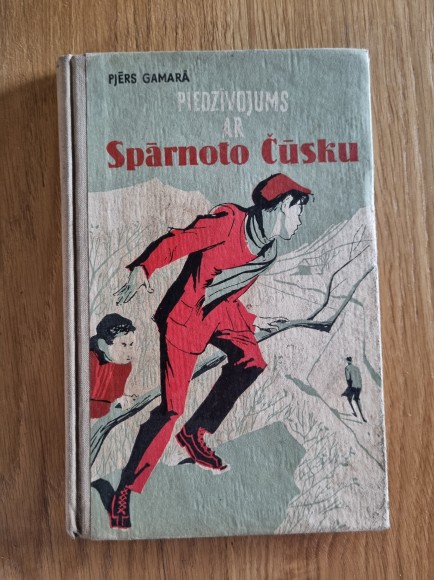 PJĒRS GAMARĀ
PIEDZĪVOJUMS
AR
Spārnoto Čūsku